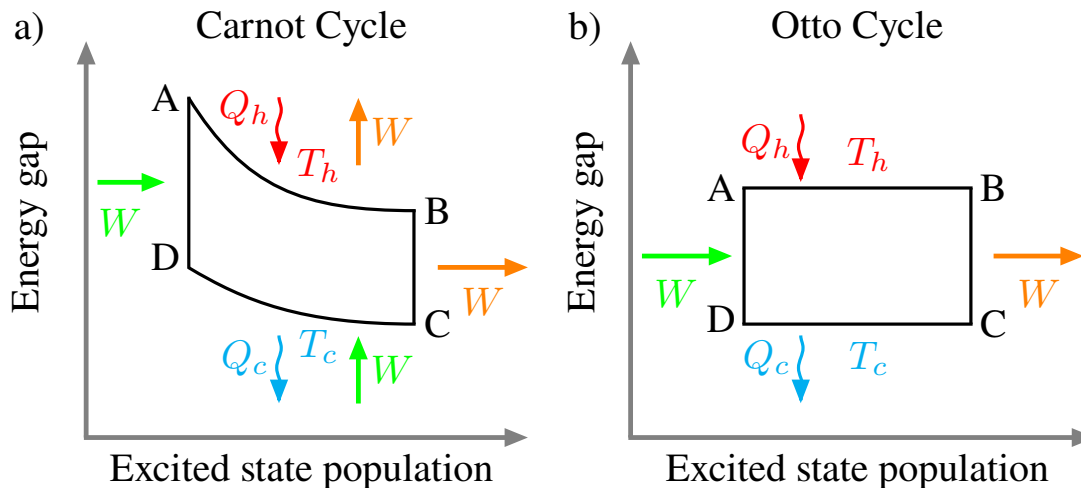 a)
Carnot Cycle
Energy gap
A
Q_h
T_h
W
W
B
D
C
W
Q_c
T_c
W
Excited state population
b)
Otto Cycle
Energy gap
Q_h
T_h
A
B
W
W
D
C
Q_c
T_c
Excited state population